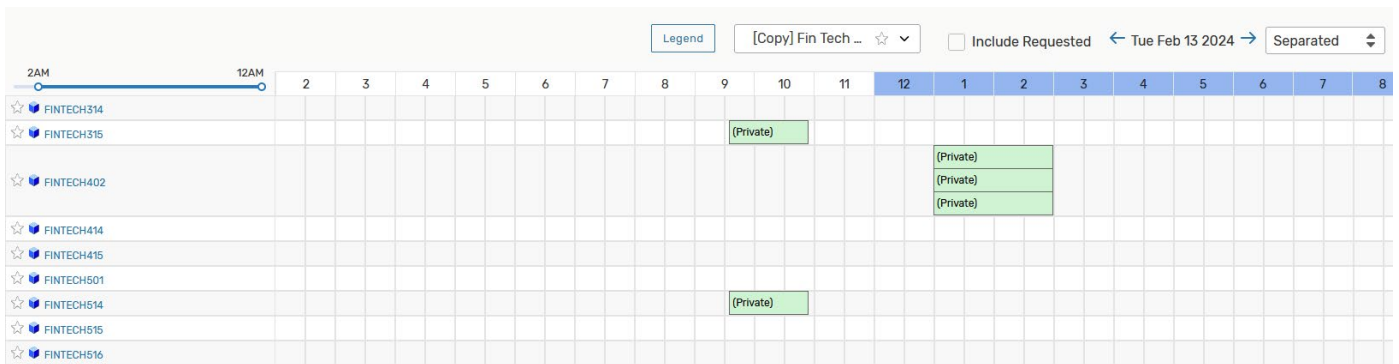 Legend [Copy] Fin Tech ... Include Requested Tue Feb 13 2024 Separated
2AM 12AM 2 3 4 5 6 7 8 9 10 11 12 1 2 3 4 5 6 7 8
FINTECH314
FINTECH315 (Private)
(Private)
FINTECH402 (Private)
(Private)
FINTECH414
FINTECH415
FINTECH501
FINTECH514 (Private)
FINTECH515
FINTECH516